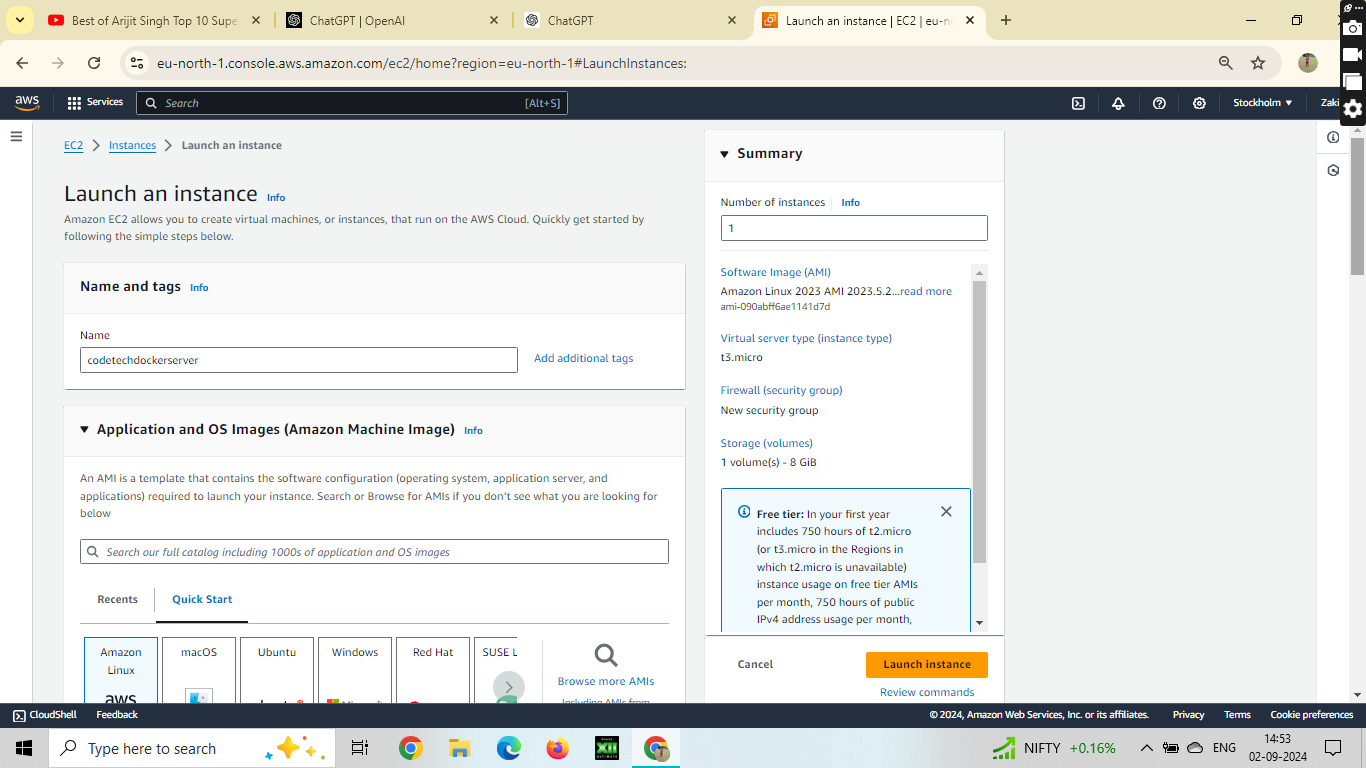 Best of Arijit Singh Top 10 Supe
ChatGPT | OpenAI
ChatGPT
Launch an instance | EC2 | eu-no
eu-north-1.console.aws.amazon.com/ec2/home?region=eu-north-1#LaunchInstances:
aws
Services
Search
[Alt+S]
Stockholm
Zaki
EC2
Instances
Launch an instance
Launch an instance Info
Amazon EC2 allows you to create virtual machines, or instances, that run on the AWS Cloud. Quickly get started by
following the simple steps below.
Name and tags Info
Name
codetechdockerserver
Add additional tags
Application and OS Images (Amazon Machine Image) Info
An AMI is a template that contains the software configuration (operating system, application server, and
applications) required to launch your instance. Search or Browse for AMIs if you don't see what you are looking for
below
Search our full catalog including 1000s of application and OS images
Recents
Quick Start
Amazon
Linux
aws
macOS
Ubuntu
Windows
Microsoft
Red Hat
SUSE L
Browse more AMIs
Including AMIs from
Summary
Number of instances Info
1
Software Image (AMI)
Amazon Linux 2023 AMI 2023.5.2...read more
ami-090abff6ae1141d7d
Virtual server type (instance type)
t3.micro
Firewall (security group)
New security group
Storage (volumes)
1 volume(s) - 8 GiB
Free tier: In your first year
includes 750 hours of t2.micro
(or t3.micro in the Regions in
which t2.micro is unavailable)
instance usage on free tier AMIs
per month, 750 hours of public
IPv4 address usage per month,
Cancel
Launch instance
Review commands
CloudShell
Feedback
© 2024, Amazon Web Services, Inc. or its affiliates.
Privacy
Terms
Cookie preferences
Type here to search
XII
NIFTY +0.16%
ENG
14:53
02-09-2024